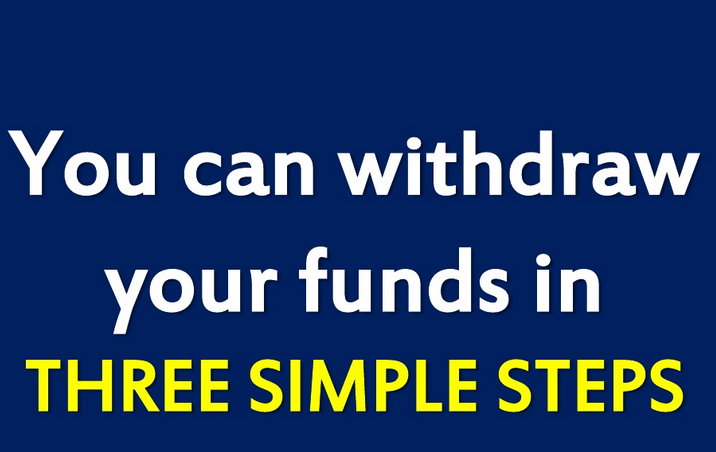 You can withdraw
your funds in
THREE SIMPLE STEPS